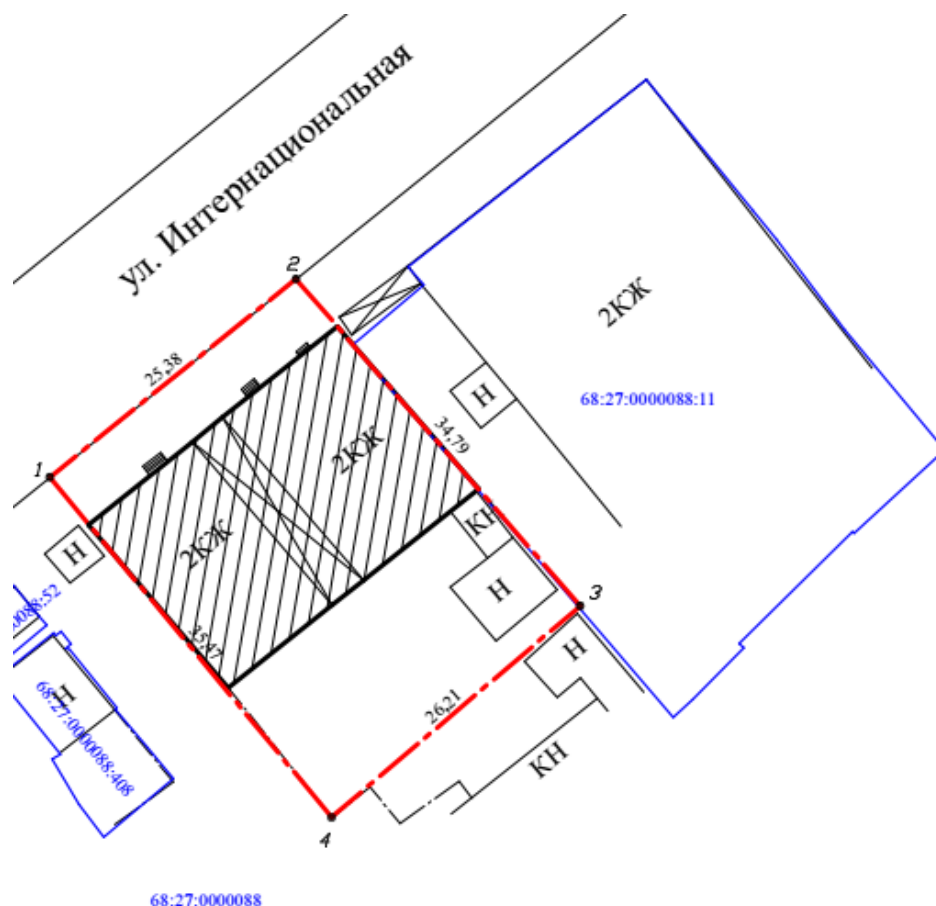 ул. Интернациональная
2
2КЖ
25,38
Н
68:27:0000088:11
34,79
2КЖ
1
КН
2КЖ
Н
Н
3
35,47
Н
Н
68:27:0000088:408
26,21
КН
4
68:27:0000088